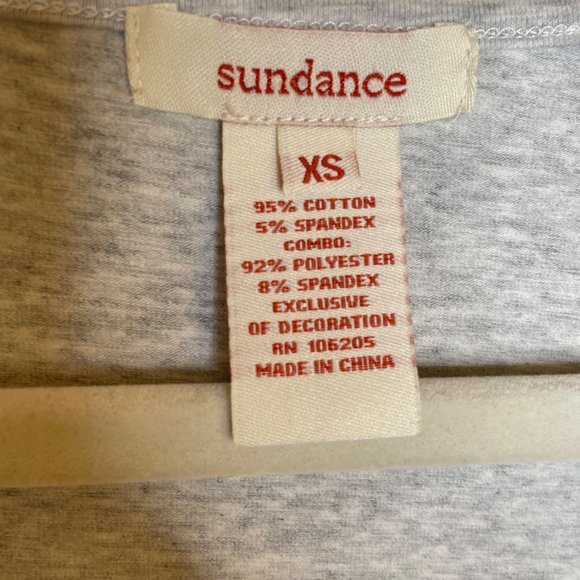 sundance
XS
95% COTTON
5% SPANDEX
COMBO:
92% POLYESTER
8% SPANDEX
EXCLUSIVE
OF DECORATION
RN 106205
MADE IN CHINA